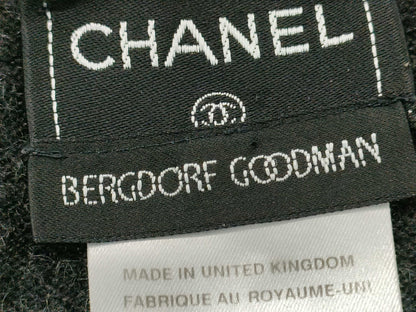 CHANEL
BERGDORF GOODMAN
MADE IN UNITED KINGDOM
FABRIQUE AU ROYAUME-UNI